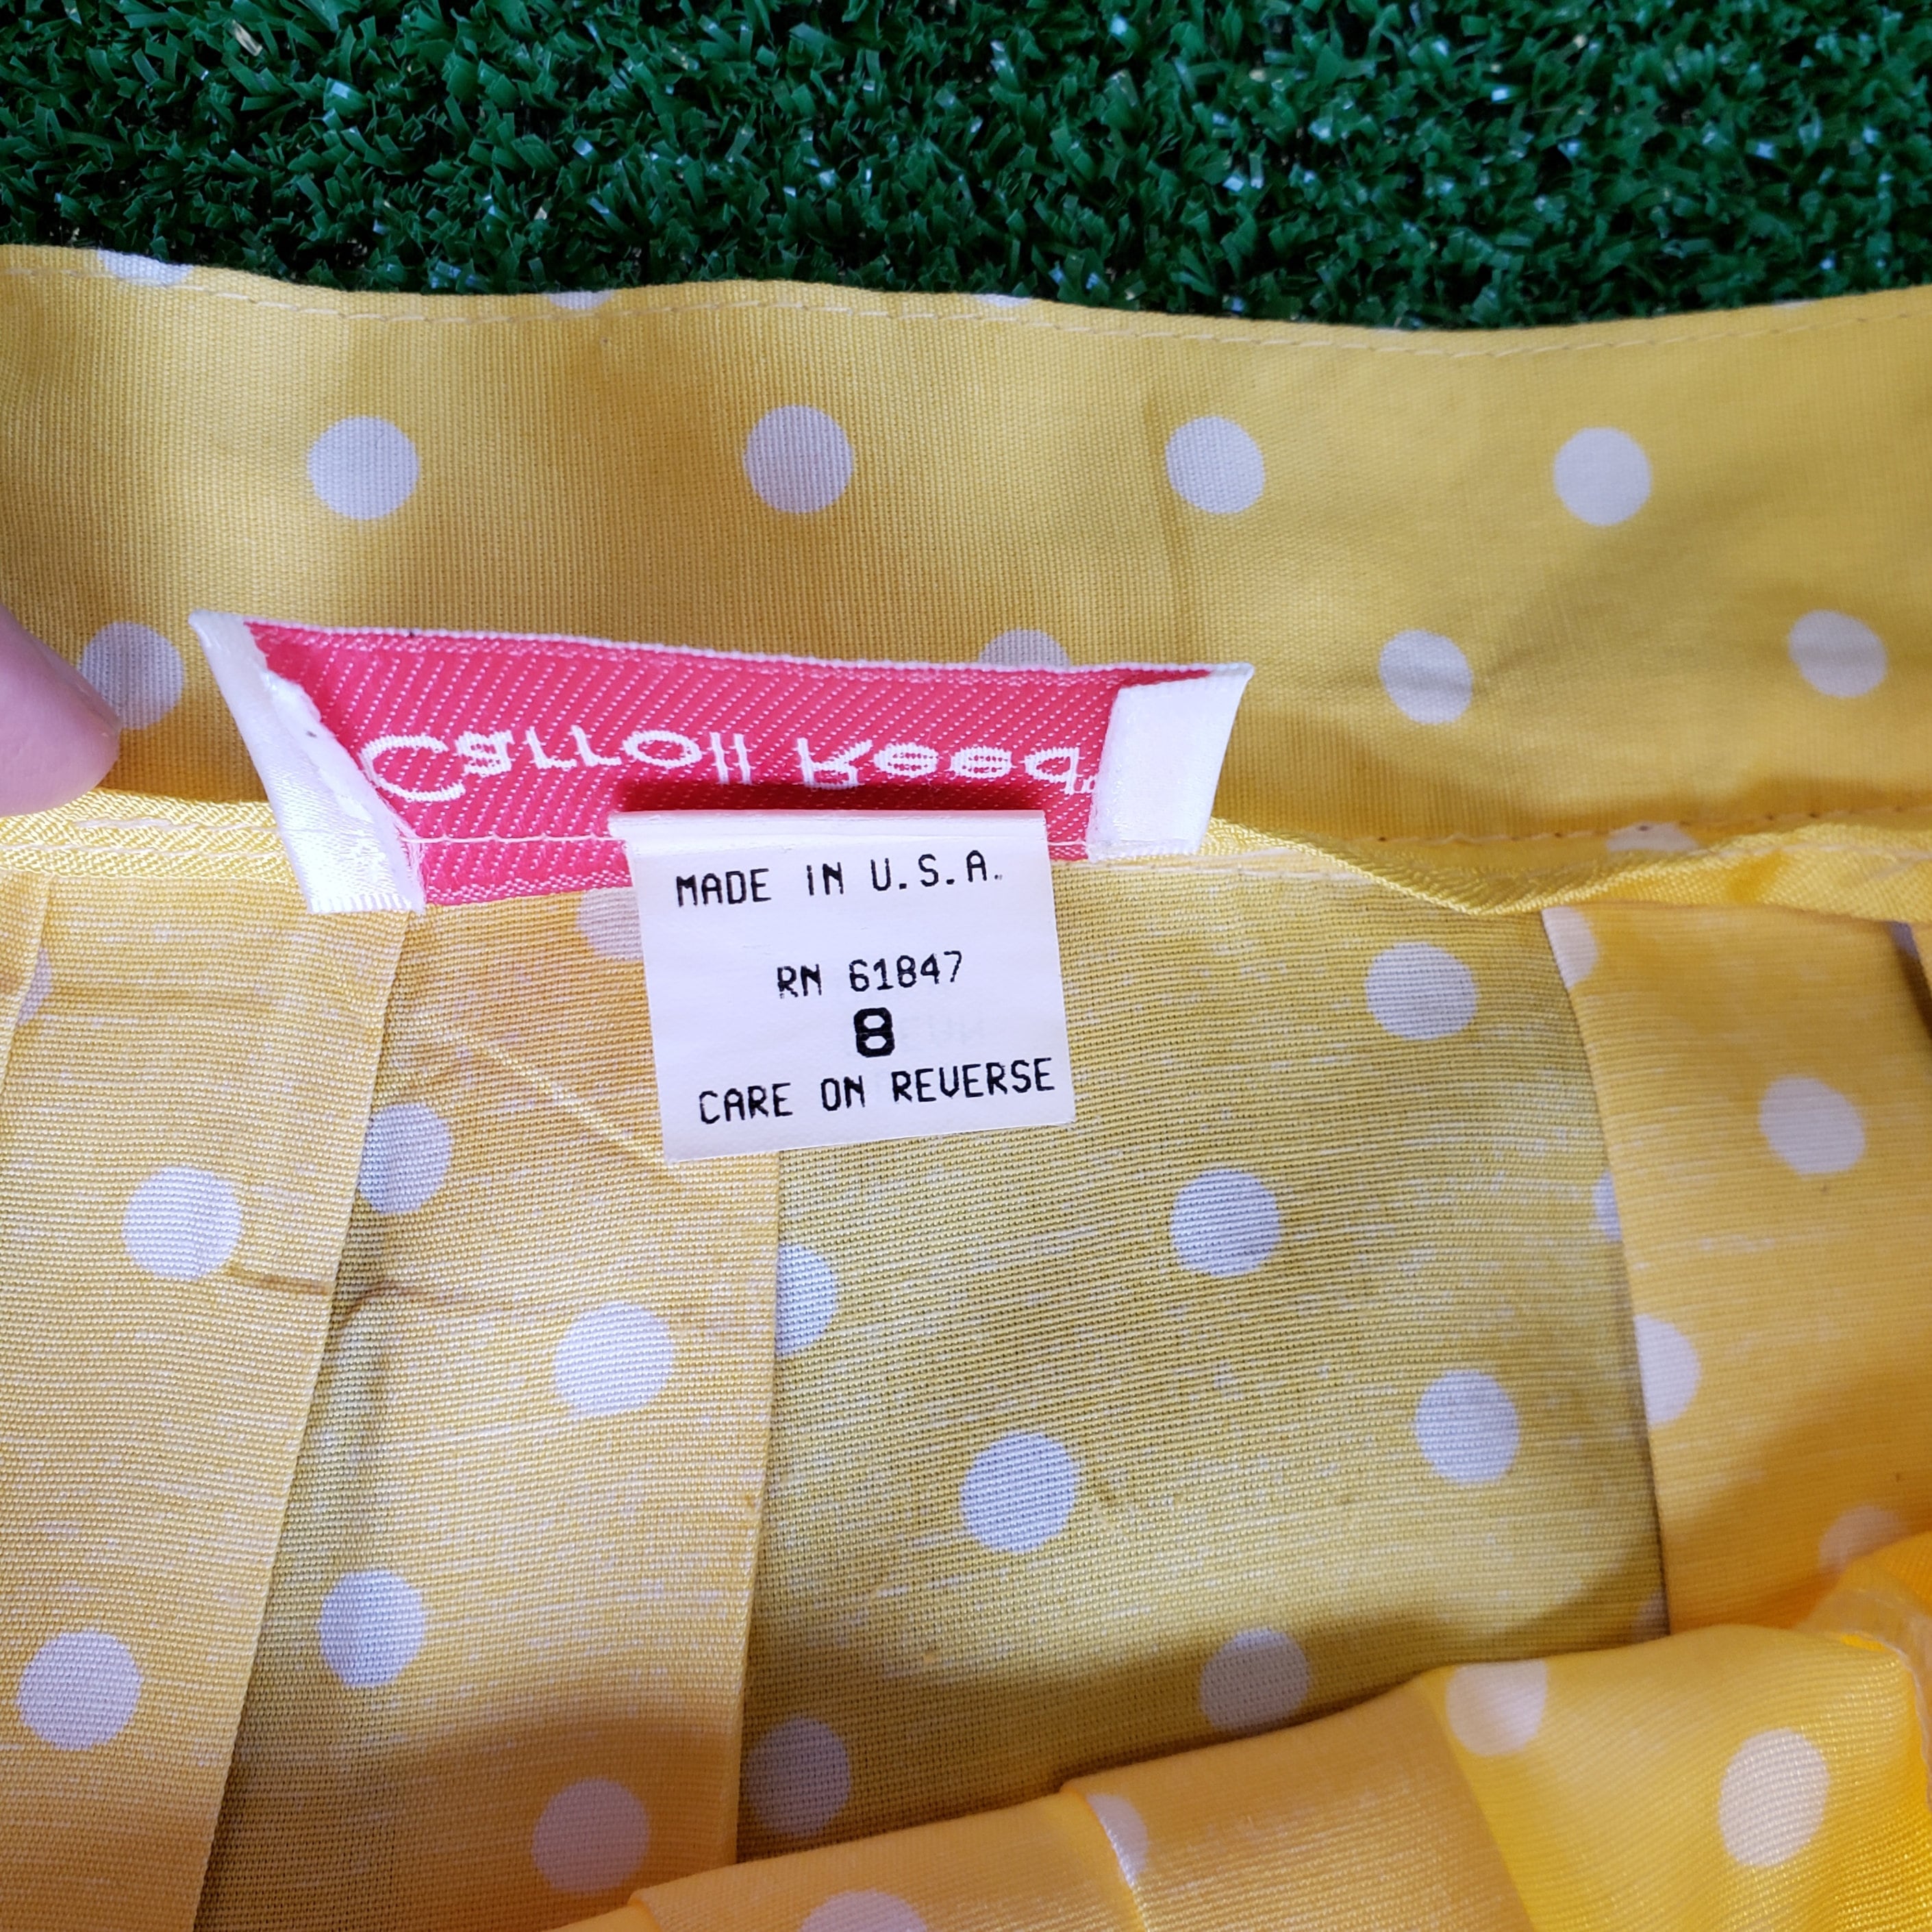 Carroll Reed
MADE IN U.S.A.
RN 61847
8
CARE ON REVERSE